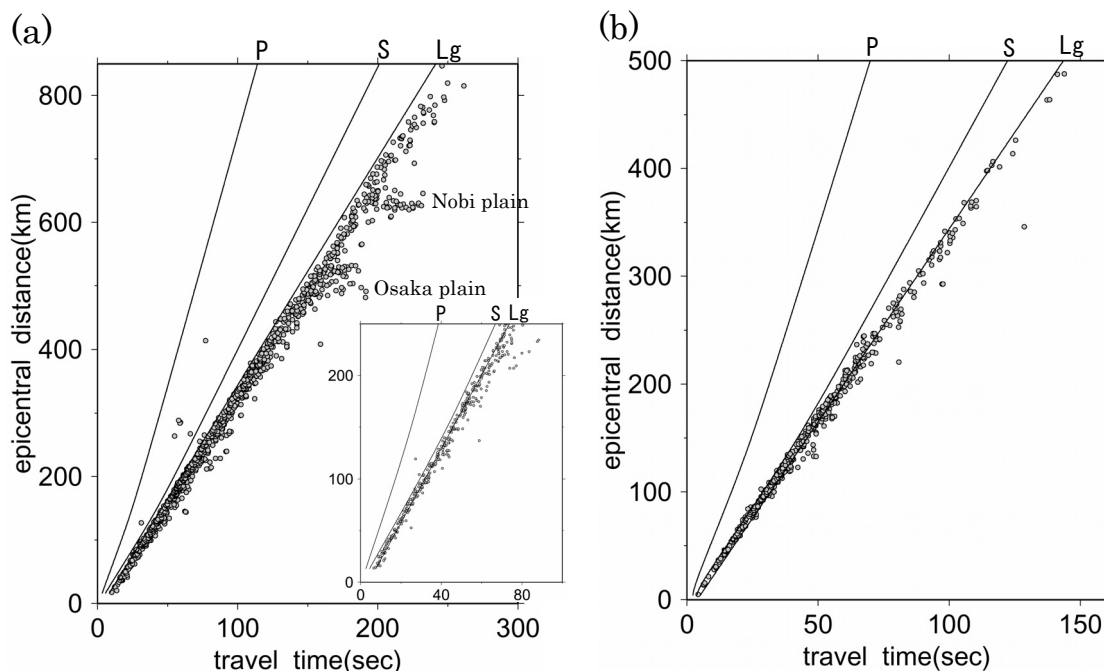 (a)
P S Lg
800
600
400
200
0
epicentral distance(km)
Nobi plain
Osaka plain
P S Lg
200
100
0
0 40 80
0 100 200 300
travel time(sec)
(b)
P S Lg
500
400
300
200
100
0
epicentral distance(km)
0 50 100 150
travel time(sec)